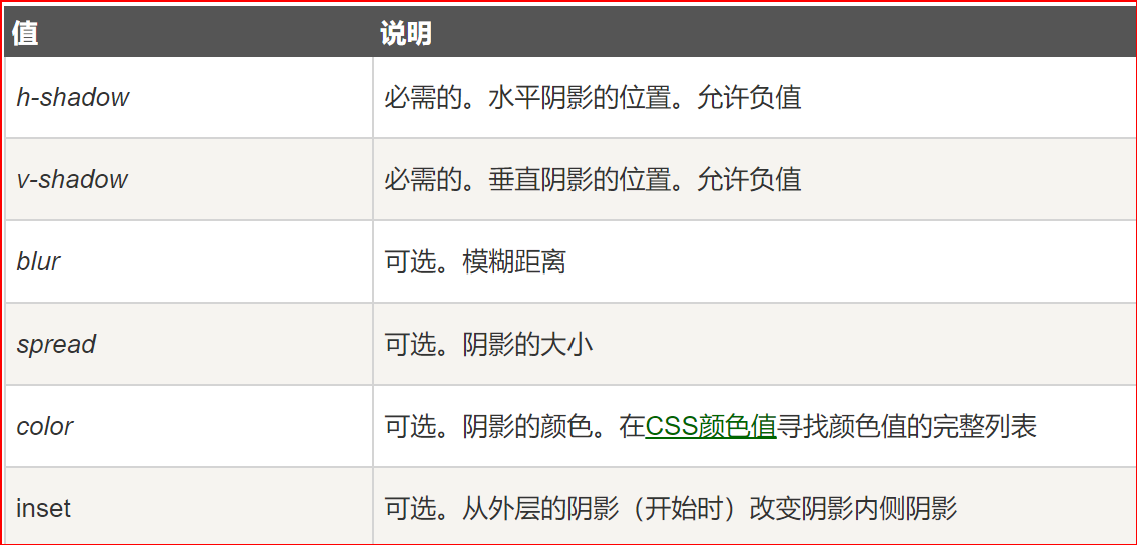 值 说明
h-shadow 必需的。水平阴影的位置。允许负值
v-shadow 必需的。垂直阴影的位置。允许负值
blur 可选。模糊距离
spread 可选。阴影的大小
color 可选。阴影的颜色。在CSS颜色值寻找颜色值的完整列表
inset 可选。从外层的阴影（开始时）改变阴影内侧阴影